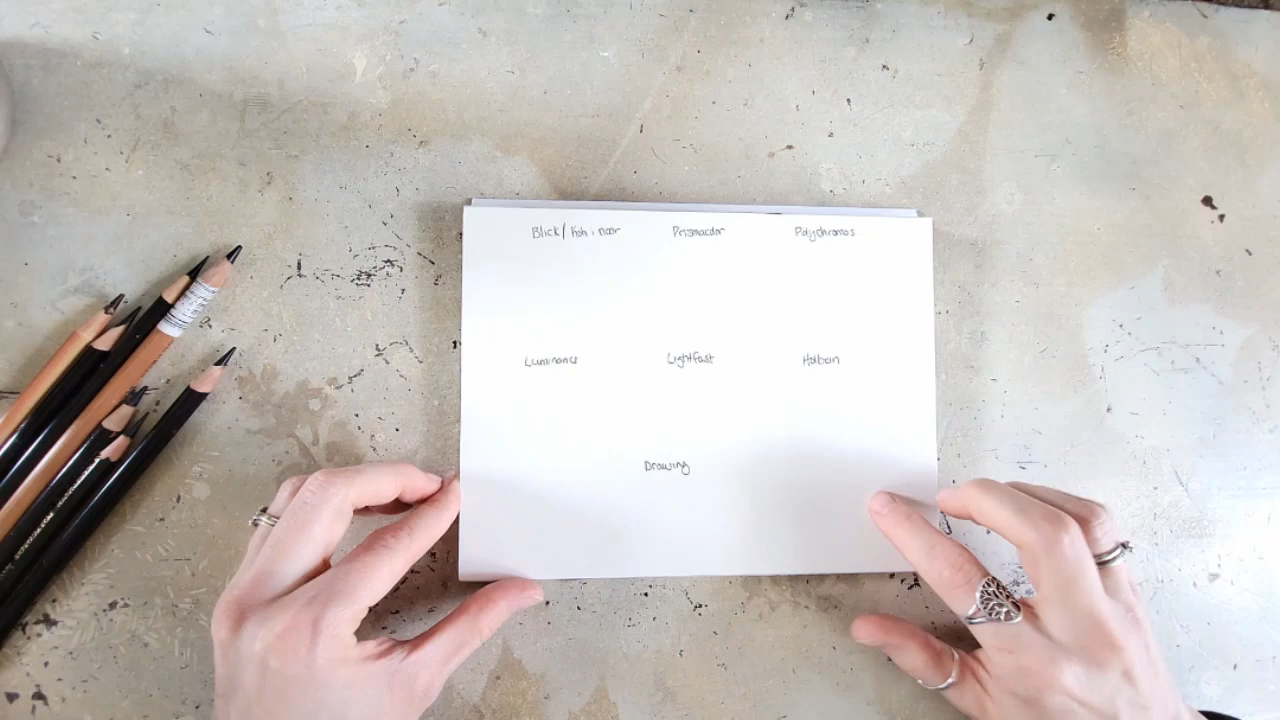 Blick/Koh i noor Prismacolor Polychromos
Luminance Lightfast Holbein
Drawing